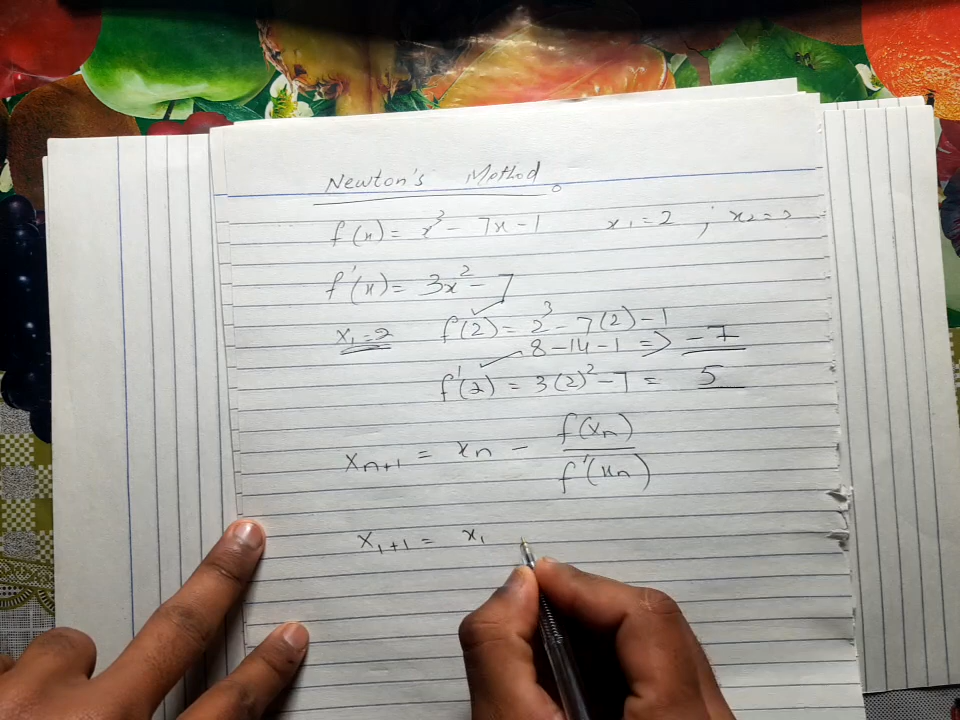 Newton's Method.
f(x) = x³ - 7x - 1 x₁ = 2 ; x₂ = ?
f'(x) = 3x² - 7
x₁ = 2 f(2) = 2³ - 7(2) - 1
8 - 14 - 1 => -7
f'(2) = 3(2)² - 7 = 5
xₙ₊₁ = xₙ - f(xₙ) / f'(xₙ)
x₁₊₁ = x₁